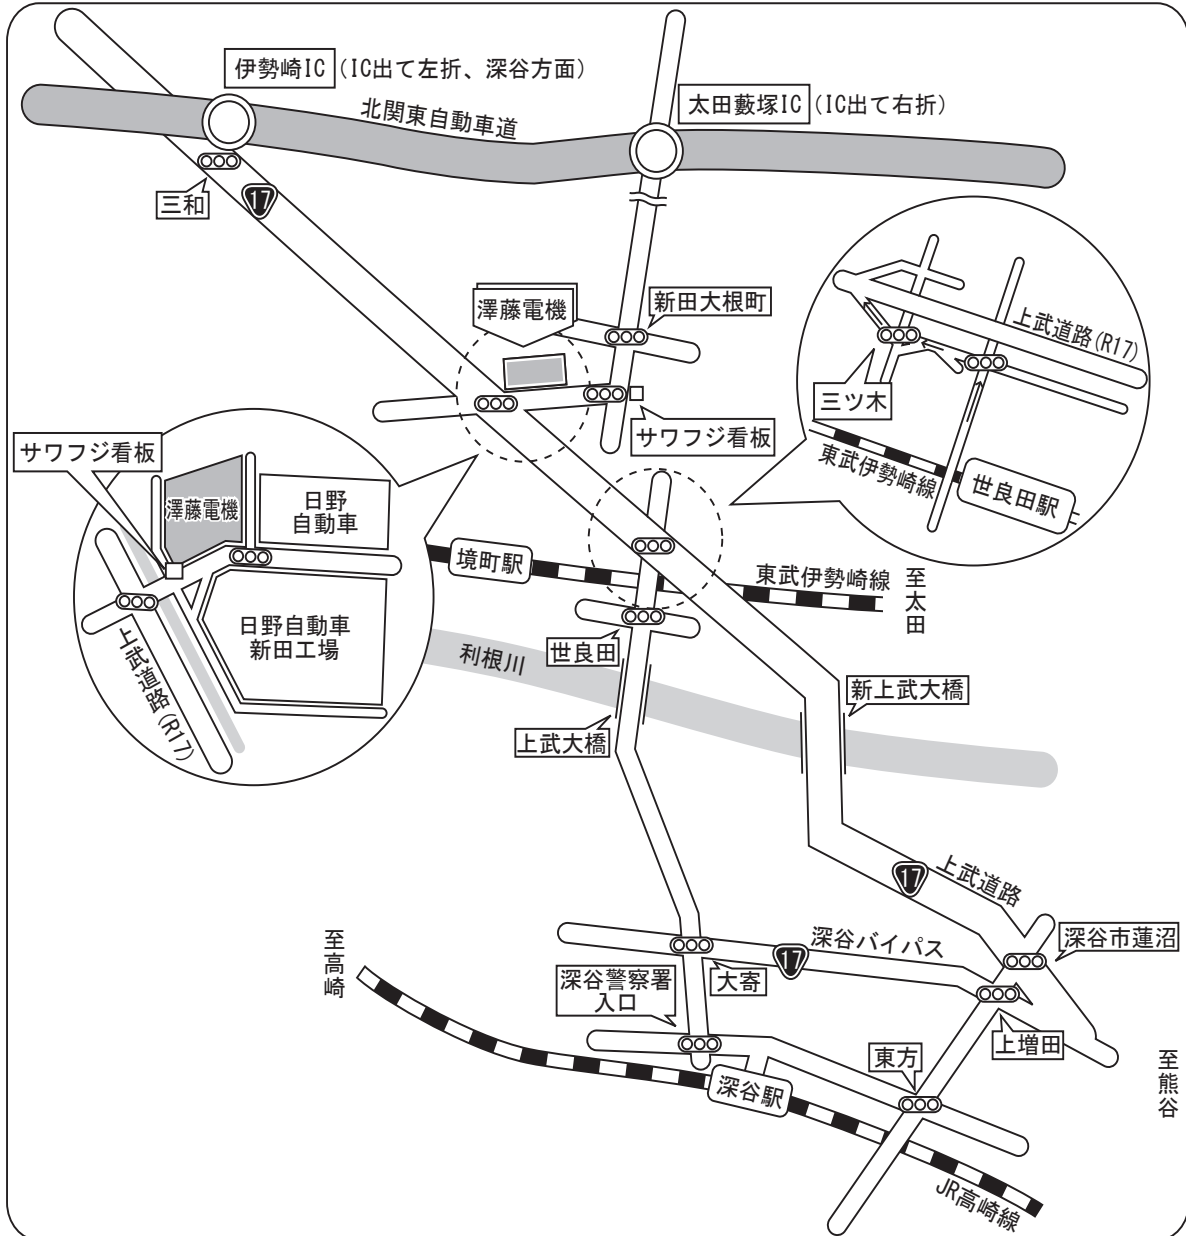 伊勢崎IC(IC出て左折、深谷方面)
太田藪塚IC(IC出て右折)
北関東自動車道
三和
17
澤藤電機
新田大根町
上武道路(R17)
三ツ木
サワフジ看板
東武伊勢崎線
世良田駅
サワフジ看板
澤藤電機
日野
自動車
日野自動車
新田工場
上武道路(R17)
境町駅
東武伊勢崎線
至太田
世良田
利根川
新上武大橋
上武大橋
17
上武道路
至高崎
深谷バイパス
17
深谷市蓮沼
深谷警察署
入口
大寄
上増田
東方
至熊谷
深谷駅
JR高崎線